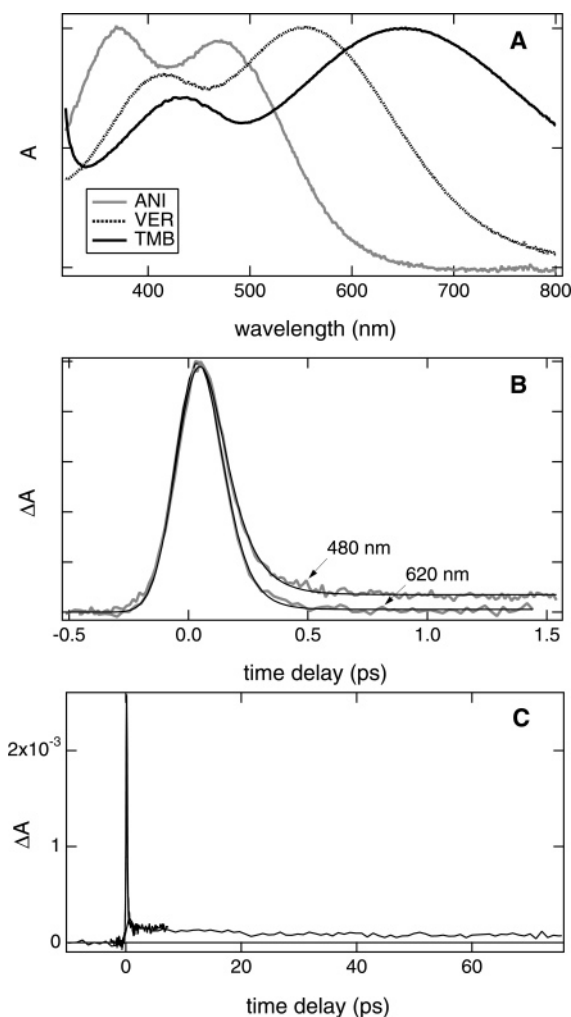 A
A
ANI
VER
TMB
400 500 600 700 800
wavelength (nm)
B
ΔA
480 nm
620 nm
-0.5 0.0 0.5 1.0 1.5
time delay (ps)
C
2x10⁻³
ΔA
1
0
0 20 40 60
time delay (ps)